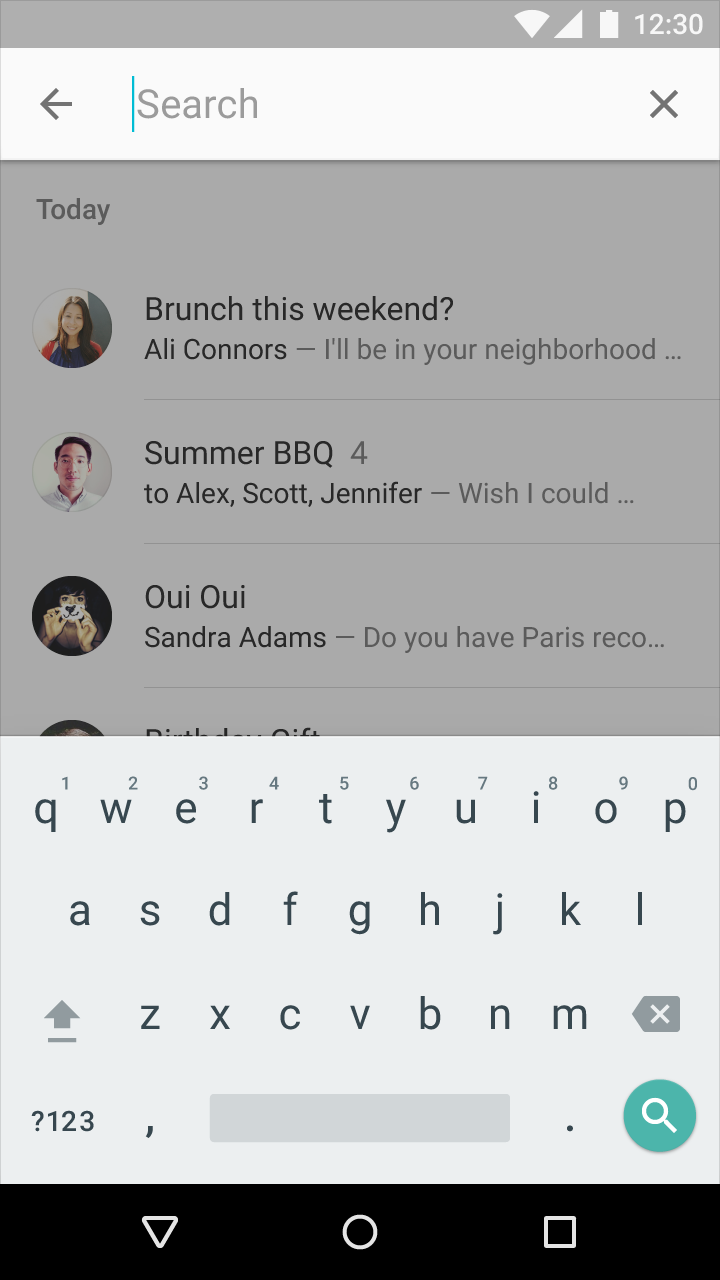 12:30
Search
Today
Brunch this weekend?
Ali Connors — I'll be in your neighborhood ...
Summer BBQ 4
to Alex, Scott, Jennifer — Wish I could ...
Oui Oui
Sandra Adams — Do you have Paris reco...
Birthday Gift
1 2 3 4 5 6 7 8 9 0
q w e r t y u i o p
a s d f g h j k l
z x c v b n m
?123 , .